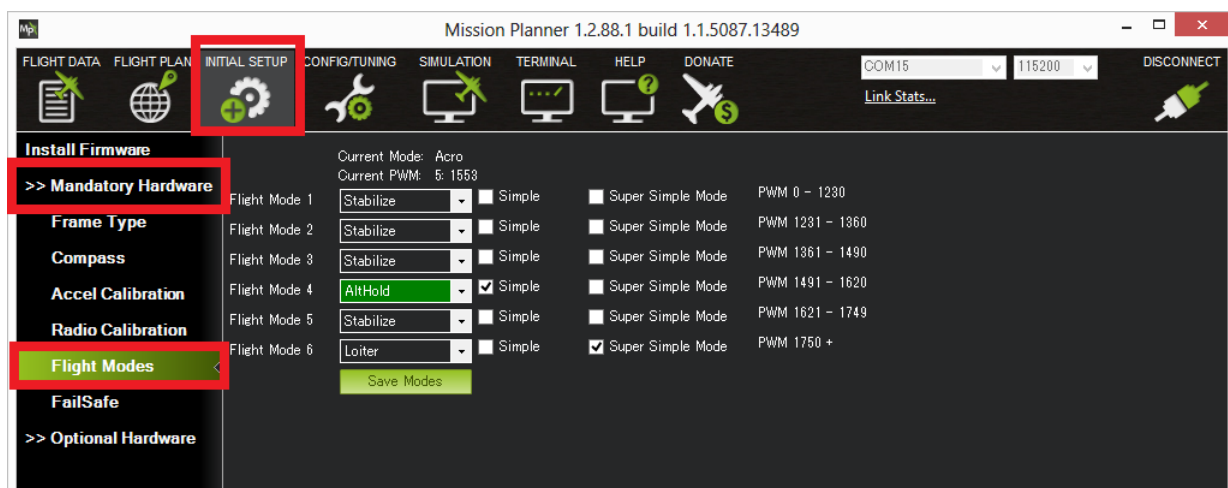 Mp
Mission Planner 1.2.88.1 build 1.1.5087.13489
FLIGHT DATA FLIGHT PLAN INITIAL SETUP CONFIG/TUNING SIMULATION TERMINAL HELP DONATE COM15 115200 DISCONNECT
Link Stats...
Install Firmware
>> Mandatory Hardware
Frame Type
Compass
Accel Calibration
Radio Calibration
Flight Modes
FailSafe
>> Optional Hardware
Current Mode: Acro
Current PWM: 5: 1553
Flight Mode 1 Stabilize Simple Super Simple Mode PWM 0 - 1230
Flight Mode 2 Stabilize Simple Super Simple Mode PWM 1231 - 1360
Flight Mode 3 Stabilize Simple Super Simple Mode PWM 1361 - 1490
Flight Mode 4 AltHold Simple Super Simple Mode PWM 1491 - 1620
Flight Mode 5 Stabilize Simple Super Simple Mode PWM 1621 - 1749
Flight Mode 6 Loiter Simple Super Simple Mode PWM 1750 +
Save Modes